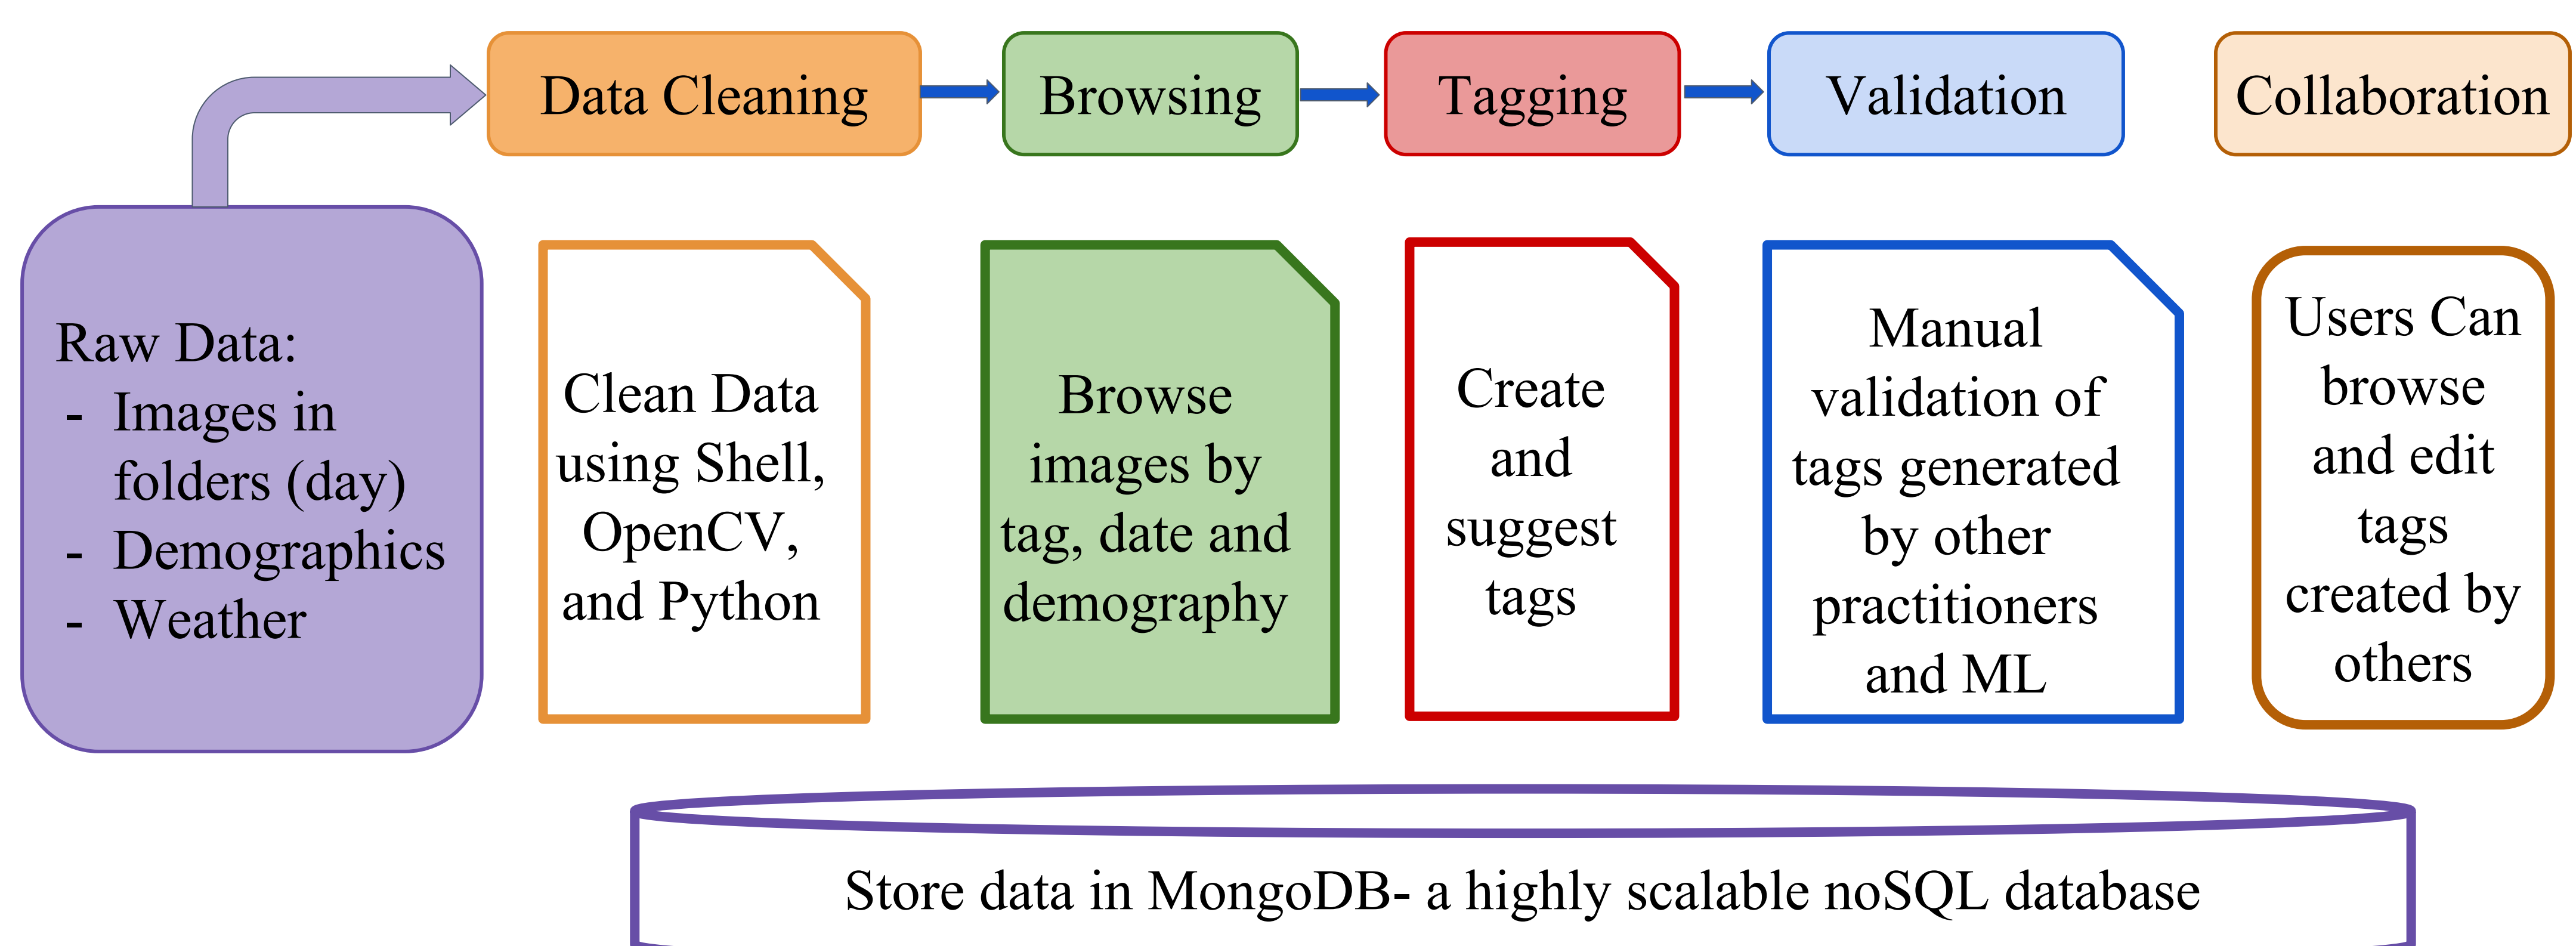 Data Cleaning
Browsing
Tagging
Validation
Collaboration
Raw Data:
- Images in
folders (day)
- Demographics
- Weather
Clean Data
using Shell,
OpenCV,
and Python
Browse
images by
tag, date and
demography
Create
and
suggest
tags
Manual
validation of
tags generated
by other
practitioners
and ML
Users Can
browse
and edit
tags
created by
others
Store data in MongoDB- a highly scalable noSQL database